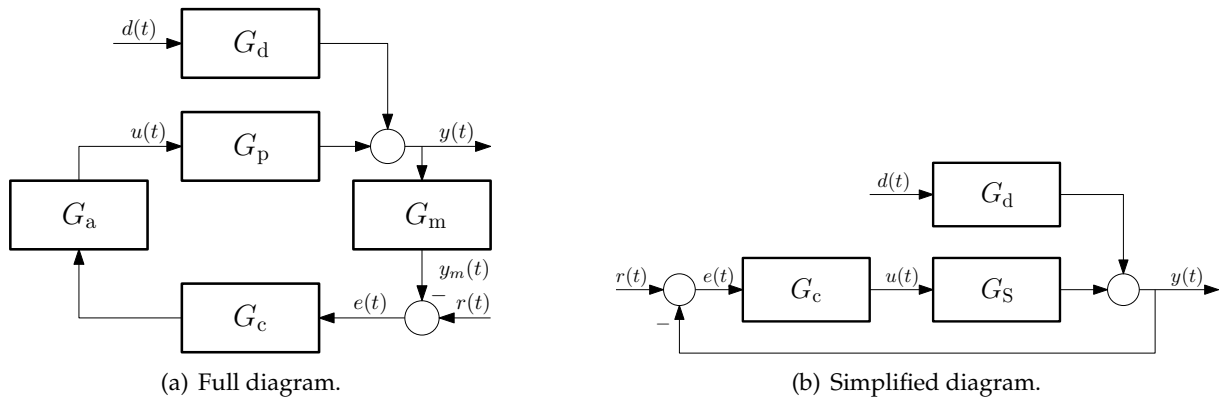 d(t)
G_d
u(t)
G_p
y(t)
G_a
G_m
y_m(t)
−
e(t)
r(t)
G_c
(a) Full diagram.
d(t)
G_d
r(t)
e(t)
G_c
u(t)
G_S
y(t)
−
(b) Simplified diagram.